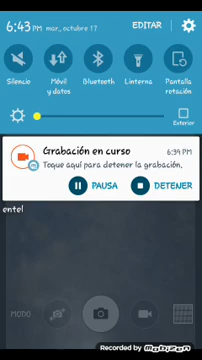 6:43 PM mar., octubre 17 EDITAR
Silencio Móvil y datos Bluetooth Linterna Pantalla rotación
Exterior
Grabación en curso 6:34 PM
Toque aquí para detener la grabación.
PAUSA DETENER
entel
MODO
Recorded by Mobizen